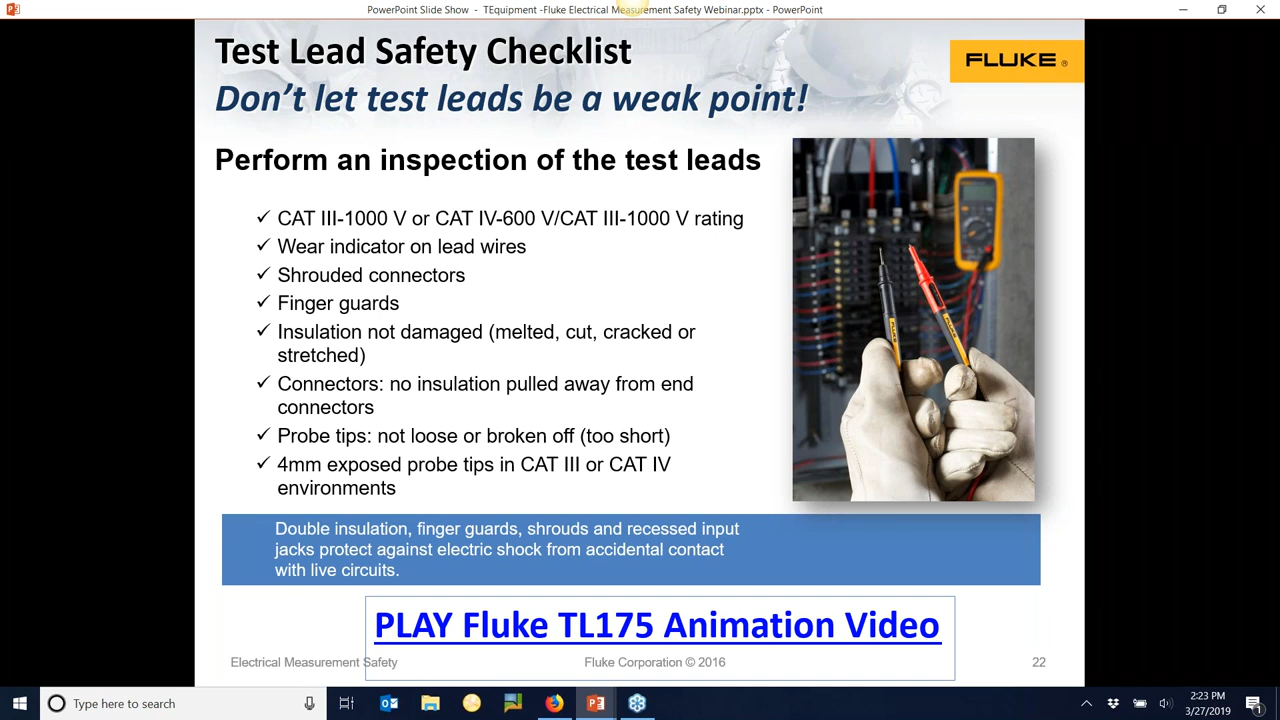 PowerPoint Slide Show - TEquipment -Fluke Electrical Measurement Safety Webinar.pptx - PowerPoint
Test Lead Safety Checklist
FLUKE ®
Don't let test leads be a weak point!
Perform an inspection of the test leads
✓ CAT III-1000 V or CAT IV-600 V/CAT III-1000 V rating
✓ Wear indicator on lead wires
✓ Shrouded connectors
✓ Finger guards
✓ Insulation not damaged (melted, cut, cracked or
stretched)
✓ Connectors: no insulation pulled away from end
connectors
✓ Probe tips: not loose or broken off (too short)
✓ 4mm exposed probe tips in CAT III or CAT IV
environments
Double insulation, finger guards, shrouds and recessed input
jacks protect against electric shock from accidental contact
with live circuits.
PLAY Fluke TL175 Animation Video
Electrical Measurement Safety
Fluke Corporation © 2016
22
Type here to search
2:23 PM
3/27/2019
1